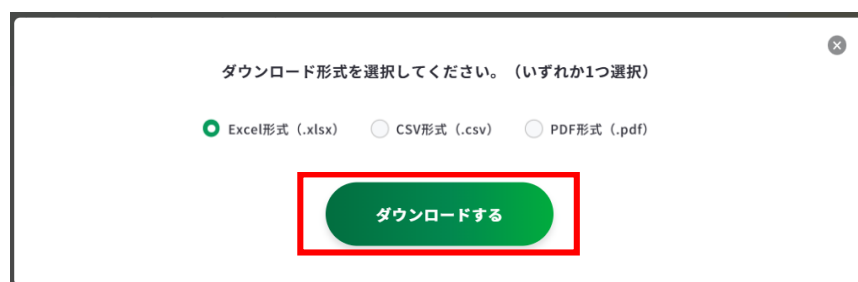 ダウンロード形式を選択してください。（いずれか1つ選択）
Excel形式（.xlsx） CSV形式（.csv） PDF形式（.pdf）
ダウンロードする